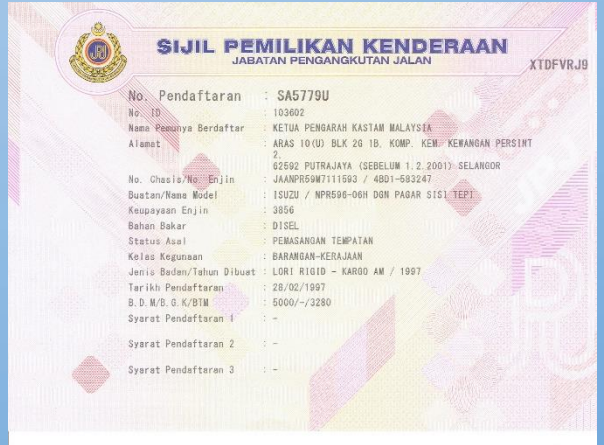 SIJIL PEMILIKAN KENDERAAN
JABATAN PENGANGKUTAN JALAN
XTDFVRJ9
No. Pendaftaran : SA5779U
No. ID : 103602
Nama Pemunya Berdaftar : KETUA PENGARAH KASTAM MALAYSIA
Alamat : ARAS 10(U) BLK 2G 1B, KOMP. KEM. KEWANGAN PERSINT
2,
62592 PUTRAJAYA (SEBELUM 1.2.2001) SELANGOR
No. Chasis/No. Enjin : JAANPR59M7111593 / 4BD1-583247
Buatan/Nama Model : ISUZU / NPR596-06H DGN PAGAR SISI TEPI
Keupayaan Enjin : 3856
Bahan Bakar : DISEL
Status Asal : PEMASANGAN TEMPATAN
Kelas Kegunaan : BARANGAN-KERAJAAN
Jenis Badan/Tahun Dibuat : LORI RIGID - KARGO AM / 1997
Tarikh Pendaftaran : 28/02/1997
B.D.M/B.G.K/BTM : 5000/-/3280
Syarat Pendaftaran 1 : -
Syarat Pendaftaran 2 : -
Syarat Pendaftaran 3 : -